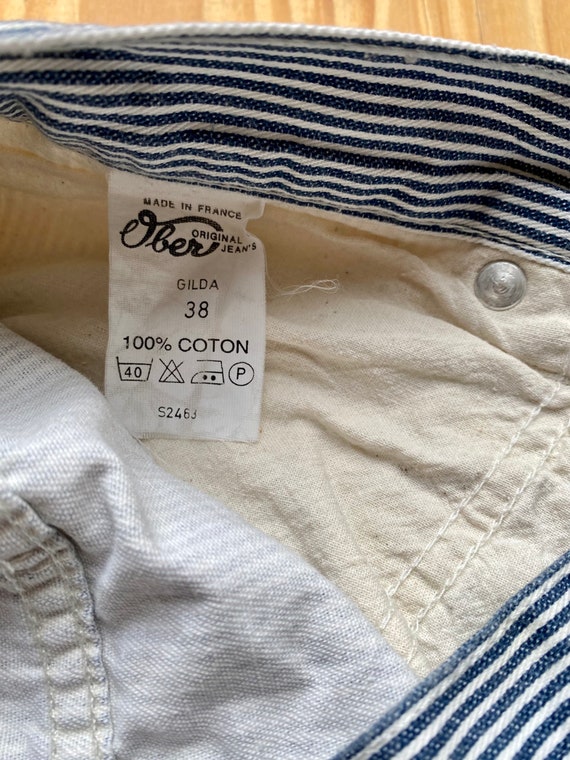 MADE IN FRANCE
Ober ORIGINAL JEAN'S
GILDA
38
100% COTON
40 P
S2463